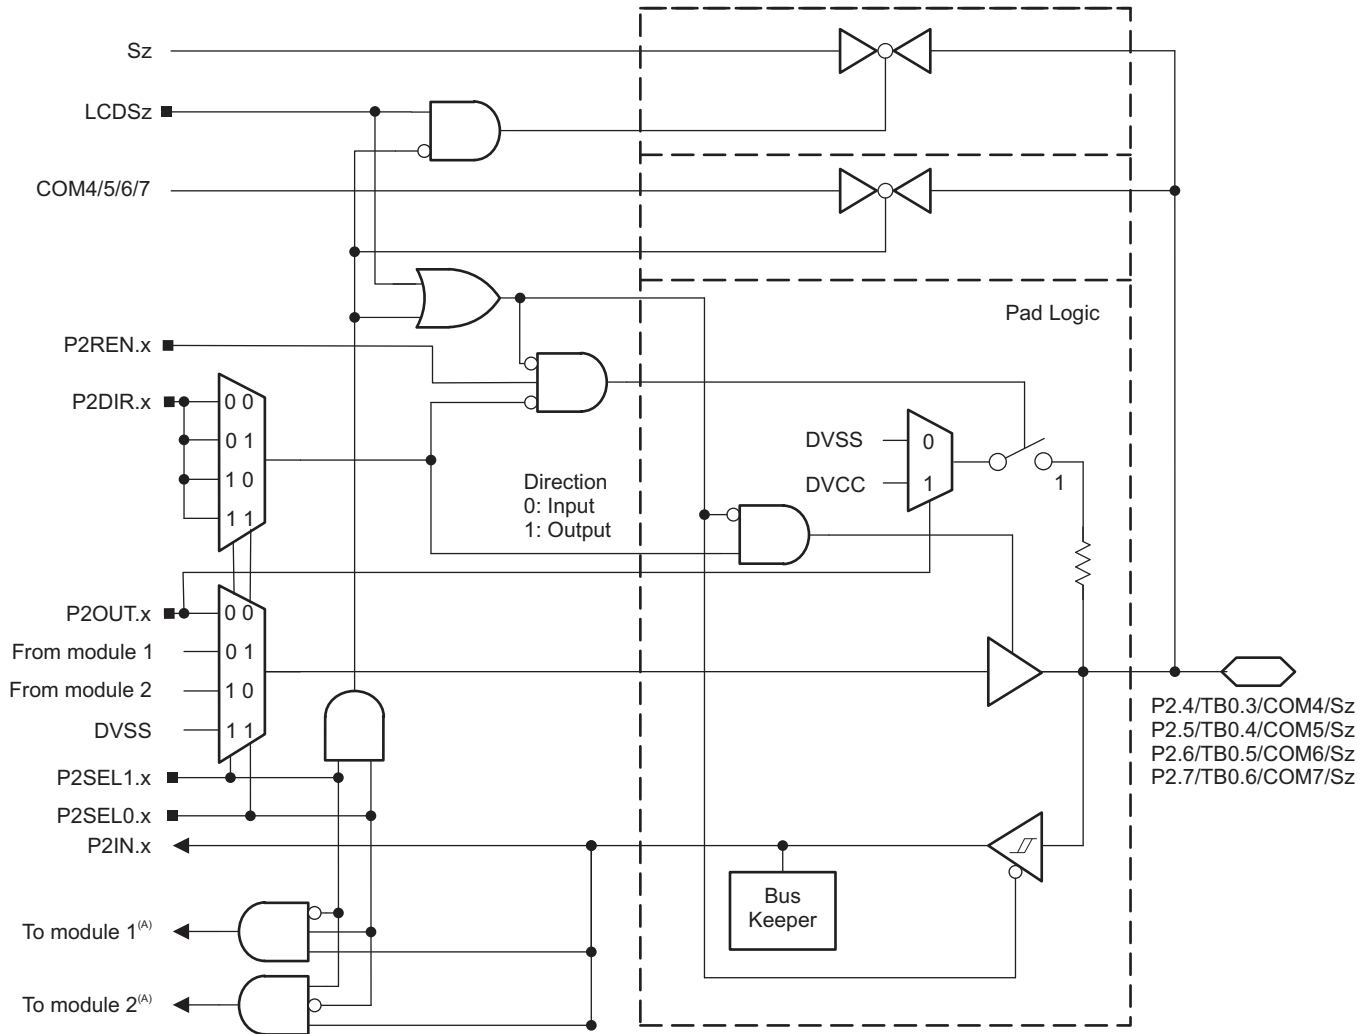 Sz
LCDSz
COM4/5/6/7
Pad Logic
P2REN.x
P2DIR.x
0 0
0 1
1 0
1 1
Direction
0: Input
1: Output
DVSS
DVCC
0
1
1
P2OUT.x
From module 1
From module 2
DVSS
0 0
0 1
1 0
1 1
P2SEL1.x
P2SEL0.x
P2IN.x
To module 1(A)
To module 2(A)
Bus
Keeper
P2.4/TB0.3/COM4/Sz
P2.5/TB0.4/COM5/Sz
P2.6/TB0.5/COM6/Sz
P2.7/TB0.6/COM7/Sz